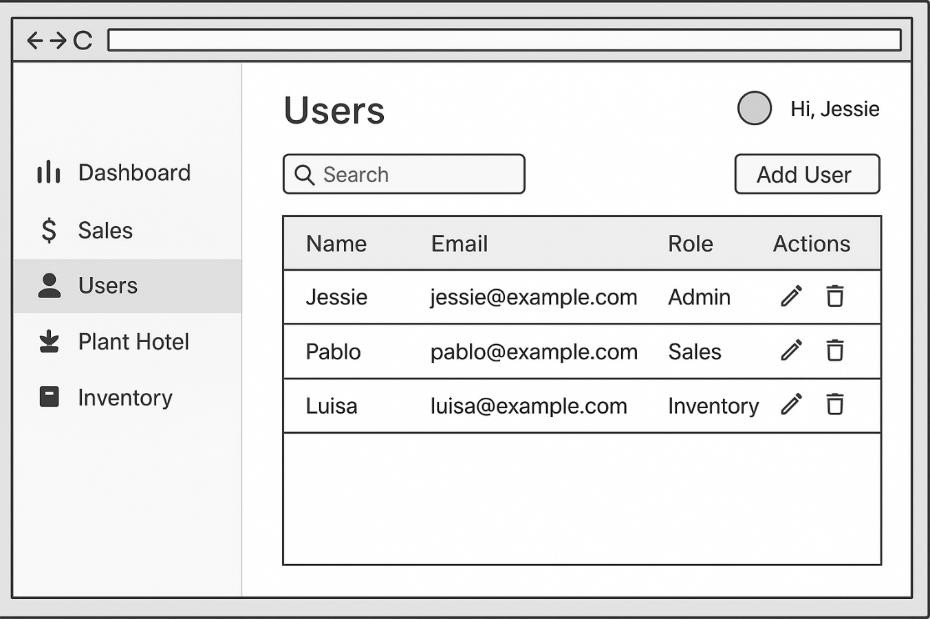 Users
Hi, Jessie
Search
Add User
Dashboard
Sales
Users
Plant Hotel
Inventory
Name Email Role Actions
Jessie jessie@example.com Admin
Pablo pablo@example.com Sales
Luisa luisa@example.com Inventory